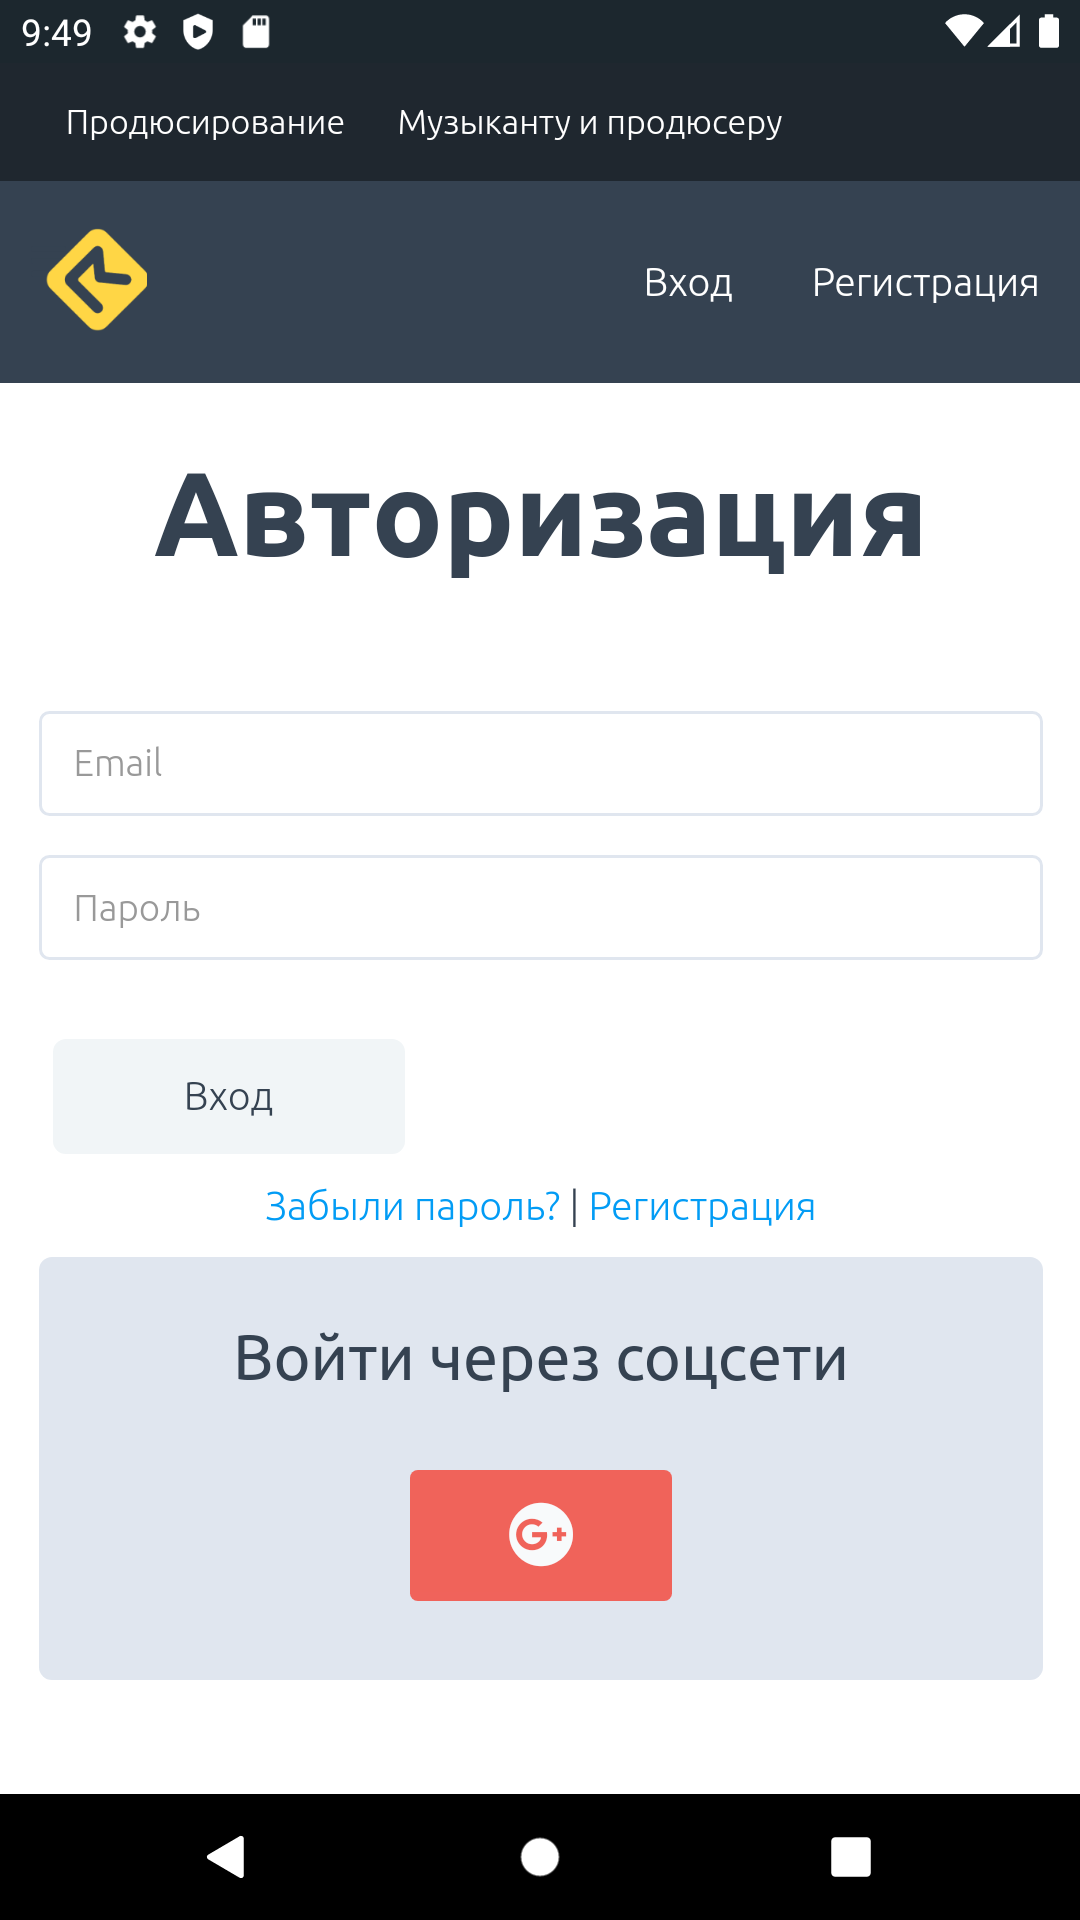 9:49
Продюсирование Музыканту и продюсеру
Вход Регистрация
Авторизация
Email
Пароль
Вход
Забыли пароль? | Регистрация
Войти через соцсети
G+